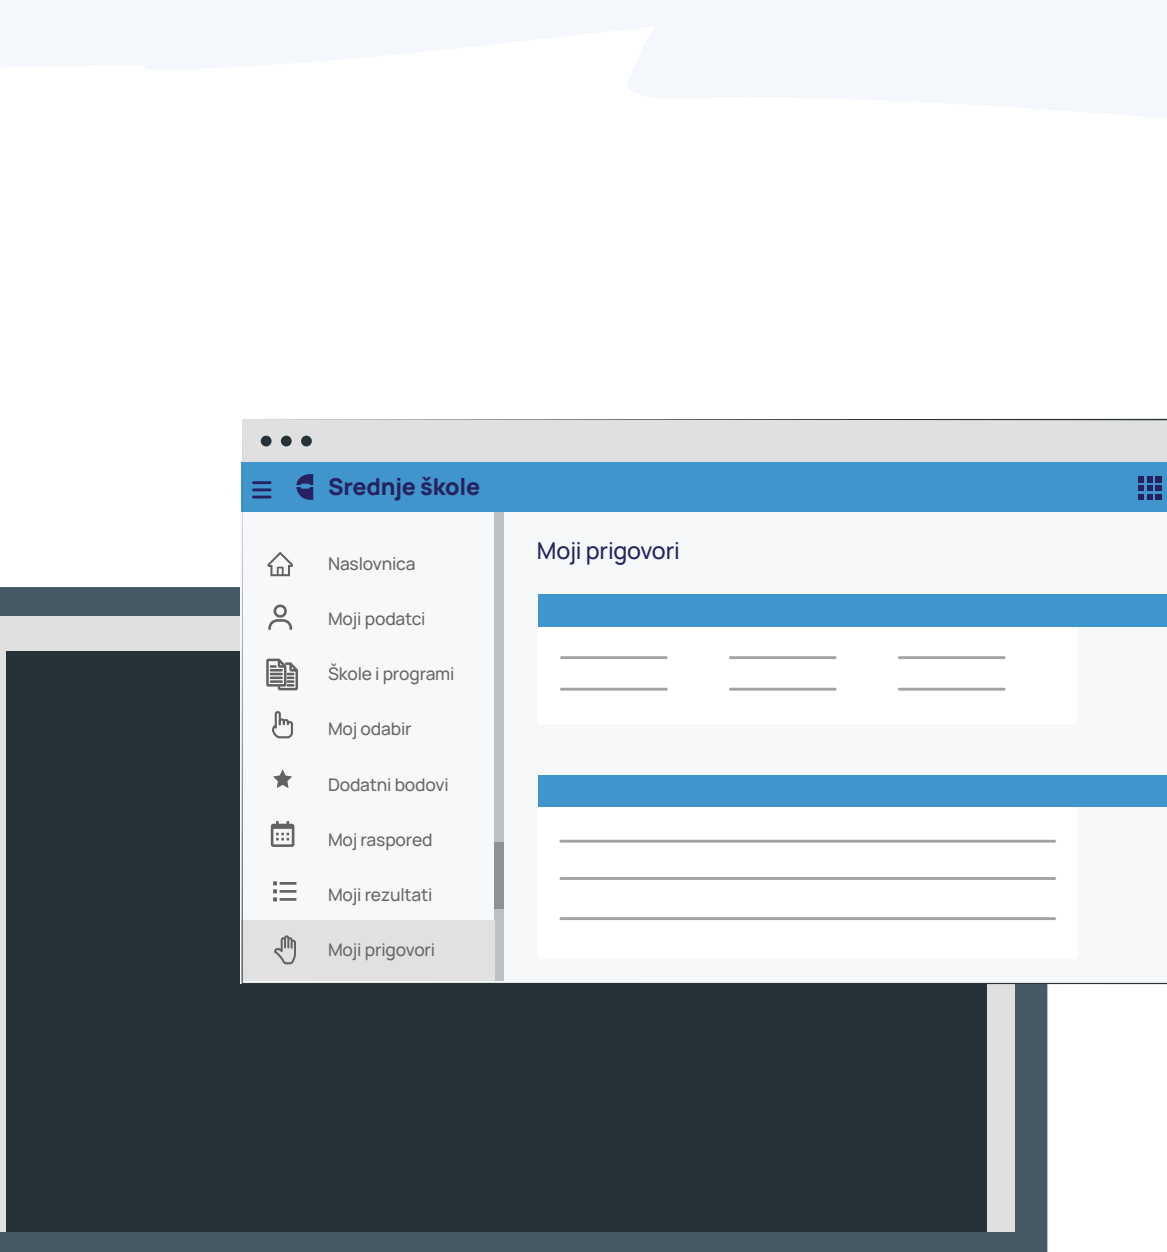 Srednje škole
Naslovnica
Moji podatci
Škole i programi
Moj odabir
Dodatni bodovi
Moj raspored
Moji rezultati
Moji prigovori
Moji prigovori